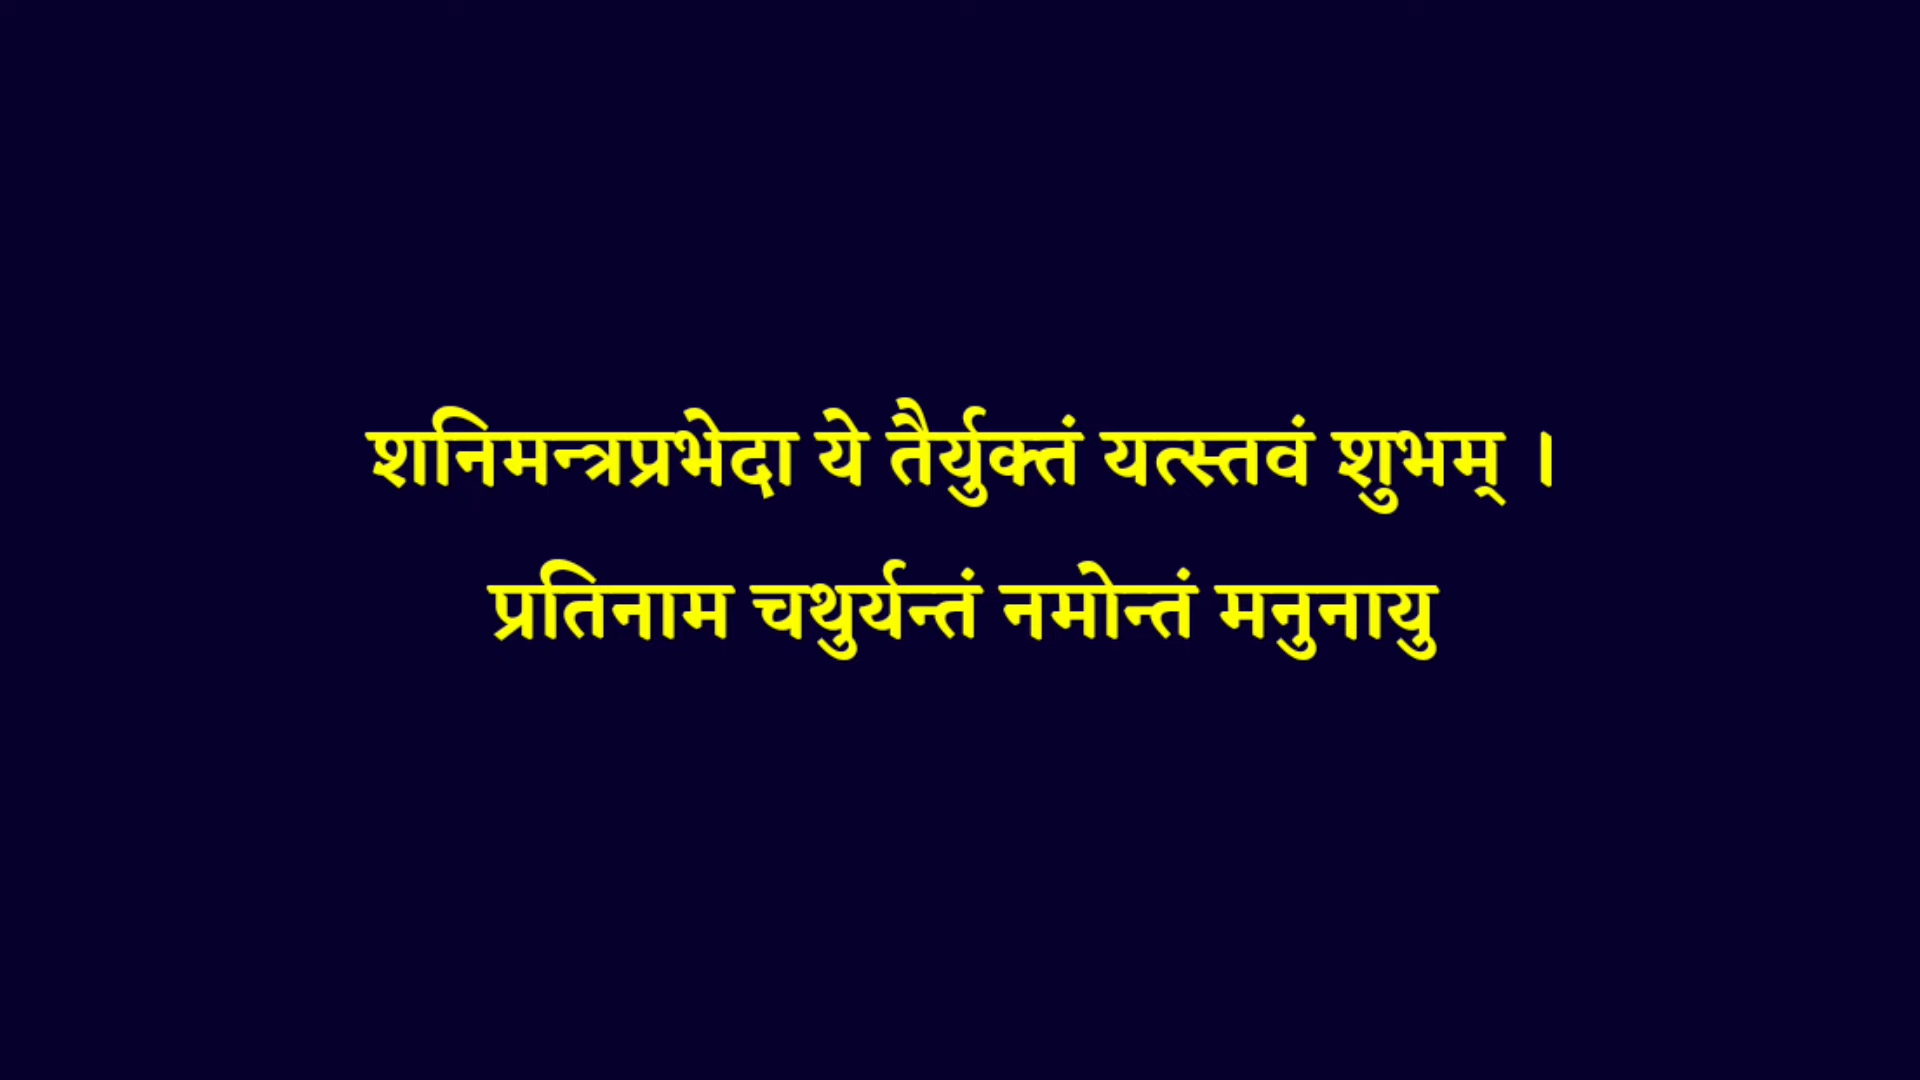 शनिमन्त्रप्रभेदा ये तैर्युक्तं यत्स्तवं शुभम् ।
प्रतिनाम चथुर्यन्तं नमोन्तं मनुनायु